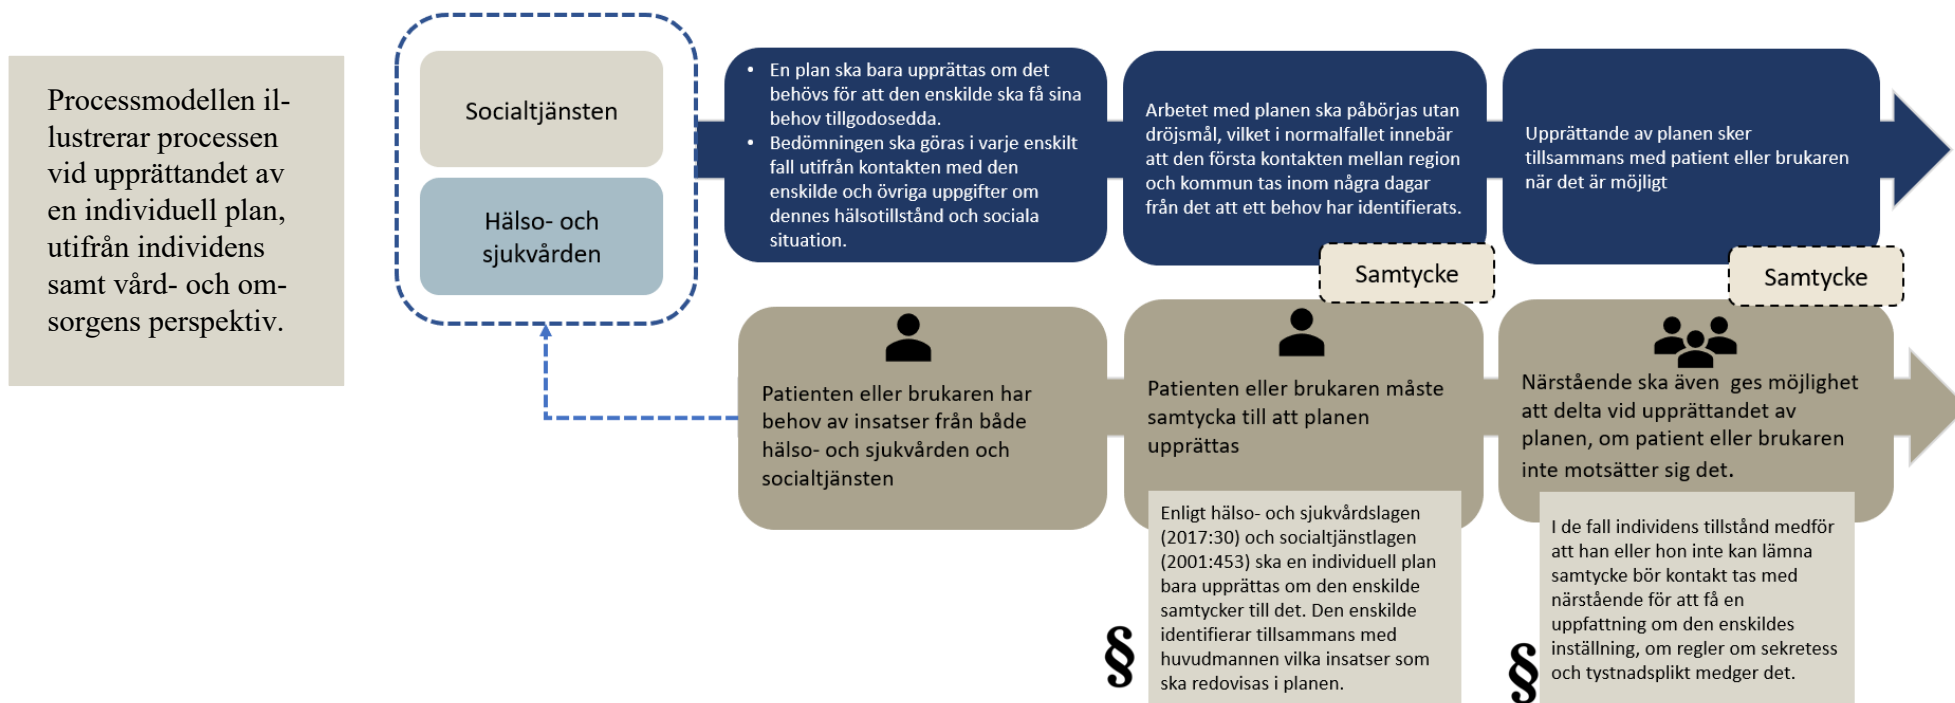 Processmodellen il-
lustrerar processen
vid upprättandet av
en individuell plan,
utifrån individens
samt vård- och om-
sorgens perspektiv.
Socialtjänsten
Hälso- och
sjukvården
• En plan ska bara upprättas om det
behövs för att den enskilde ska få sina
behov tillgodosedda.
• Bedömningen ska göras i varje enskilt
fall utifrån kontakten med den
enskilde och övriga uppgifter om
dennes hälsotillstånd och sociala
situation.
Arbetet med planen ska påbörjas utan
dröjsmål, vilket i normalfallet innebär
att den första kontakten mellan region
och kommun tas inom några dagar
från det att ett behov har identifierats.
Upprättande av planen sker
tillsammans med patient eller brukaren
när det är möjligt
Samtycke
Samtycke
Patienten eller brukaren har
behov av insatser från både
hälso- och sjukvården och
socialtjänsten
Patienten eller brukaren måste
samtycka till att planen
upprättas
Närstående ska även  ges möjlighet
att delta vid upprättandet av
planen, om patient eller brukaren
inte motsätter sig det.
§
Enligt hälso- och sjukvårdslagen
(2017:30) och socialtjänstlagen
(2001:453) ska en individuell plan
bara upprättas om den enskilde
samtycker till det. Den enskilde
identifierar tillsammans med
huvudmannen vilka insatser som
ska redovisas i planen.
§
I de fall individens tillstånd medför
att han eller hon inte kan lämna
samtycke bör kontakt tas med
närstående för att få en
uppfattning om den enskildes
inställning, om regler om sekretess
och tystnadsplikt medger det.